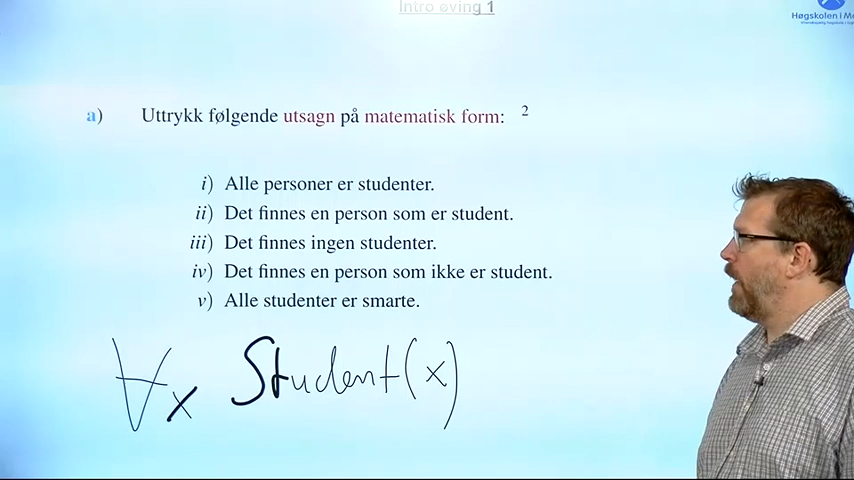 Intro øving 1
Høgskolen i Mo
a) Uttrykk følgende utsagn på matematisk form: 2
i) Alle personer er studenter.
ii) Det finnes en person som er student.
iii) Det finnes ingen studenter.
iv) Det finnes en person som ikke er student.
v) Alle studenter er smarte.
∀x Student(x)